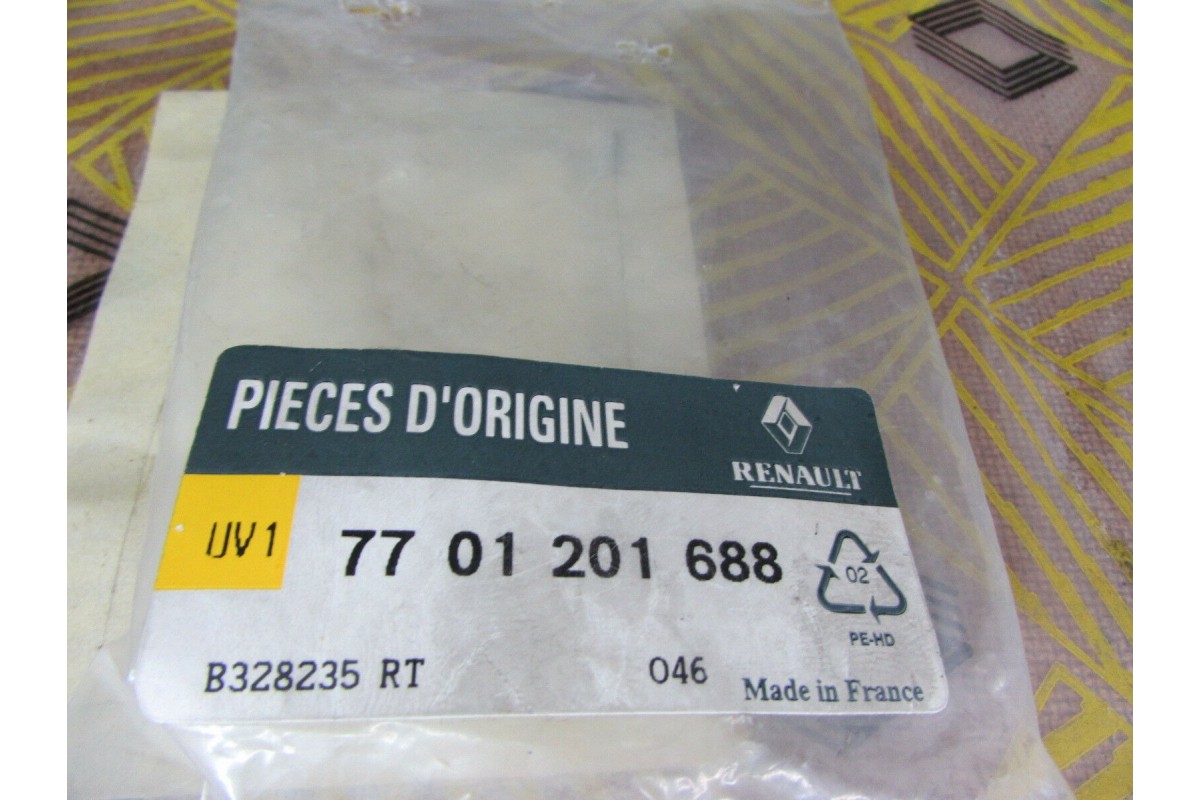 PIECES D'ORIGINE
RENAULT
UV1 77 01 201 688
02
PE-HD
B328235 RT 046 Made in France